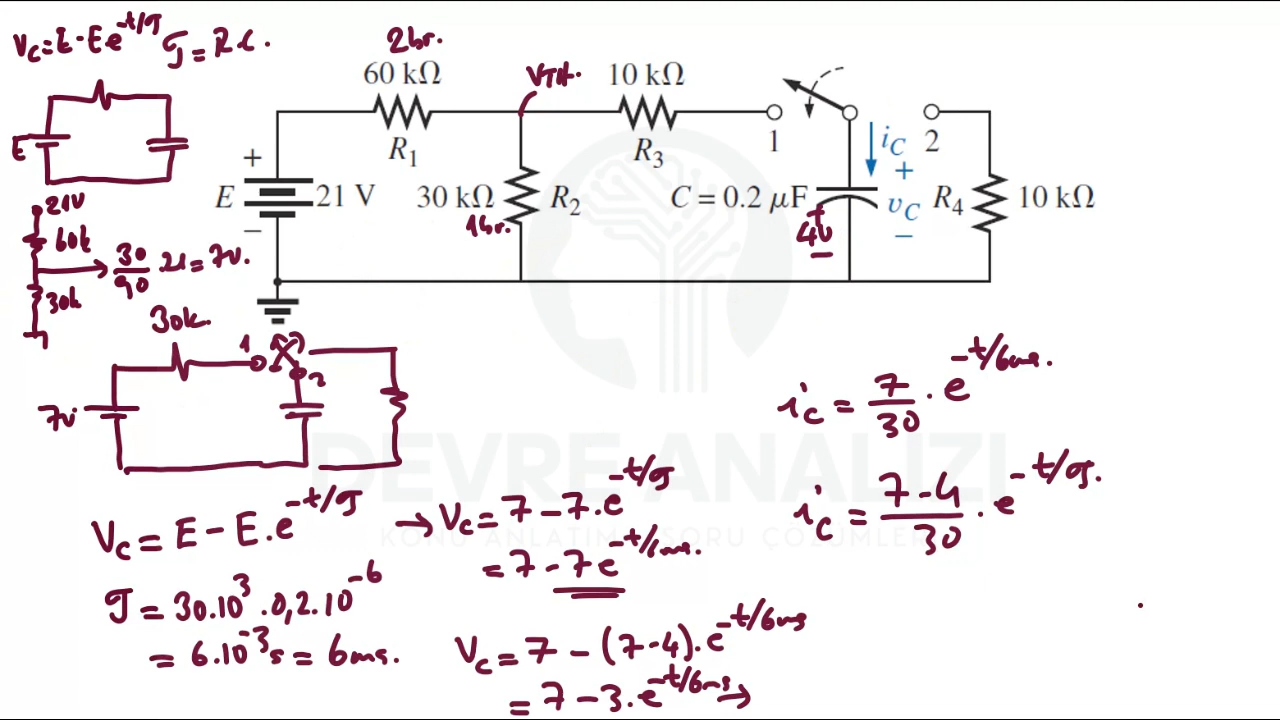 Vc = E - E e^-t/τ τ = R.C.
2br.
60 kΩ
R1
VTH.
10 kΩ
R3
1
iC
2
+
vC
−
R4
10 kΩ
+
E
−
21 V
30 kΩ
R2
1br.
C = 0.2 μF
+
4v
E
21V
60k
30/90 21 = 7v.
30k
30k.
1
2
7v
Vc = E - E.e^-t/τ
τ = 30.10^3 .0,2.10^-6
= 6.10^-3 s = 6ms.
→ Vc = 7 - 7.e^-t/τ
= 7 - 7e^-t/6ms.
Vc = 7 - (7-4).e^-t/6ms
= 7 - 3.e^-t/6ms →
ic = 7/30 . e^-t/6ms.
ic = 7-4/30 . e^-t/τ.
DEVRE ANALİZİ
KONU ANLATIMI SORU ÇÖZÜMLERİ